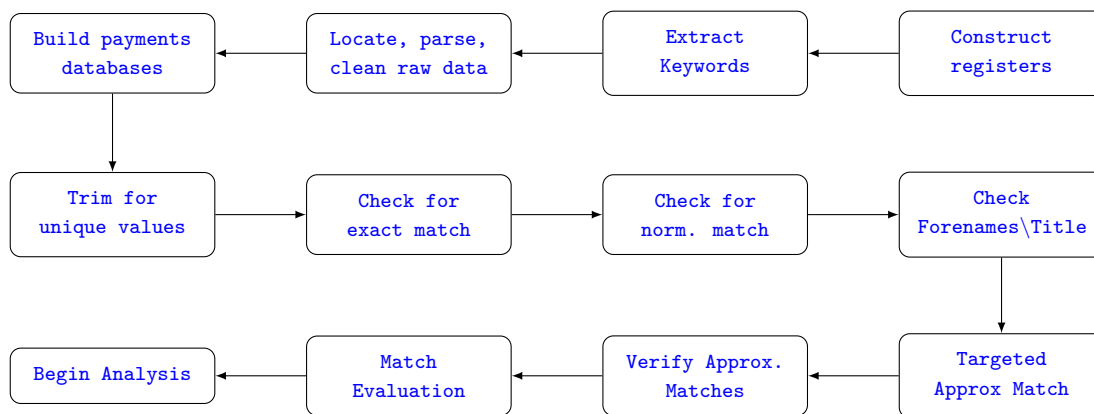 Build payments
databases
Locate, parse,
clean raw data
Extract
Keywords
Construct
registers
Trim for
unique values
Check for
exact match
Check for
norm. match
Check
Forenames\Title
Begin Analysis
Match
Evaluation
Verify Approx.
Matches
Targeted
Approx Match